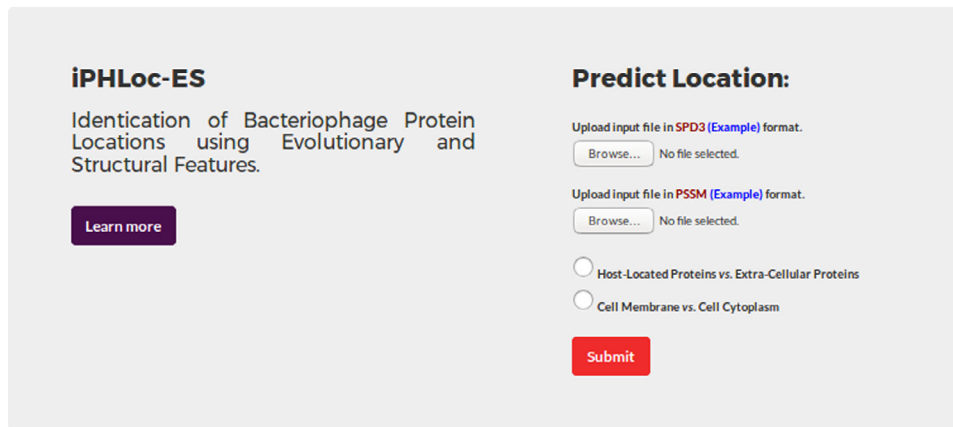 iPHLoc-ES
Identication of Bacteriophage Protein
Locations using Evolutionary and
Structural Features.
Learn more
Predict Location:
Upload input file in SPD3 (Example) format.
Browse... No file selected.
Upload input file in PSSM (Example) format.
Browse... No file selected.
Host-Located Proteins vs. Extra-Cellular Proteins
Cell Membrane vs. Cell Cytoplasm
Submit